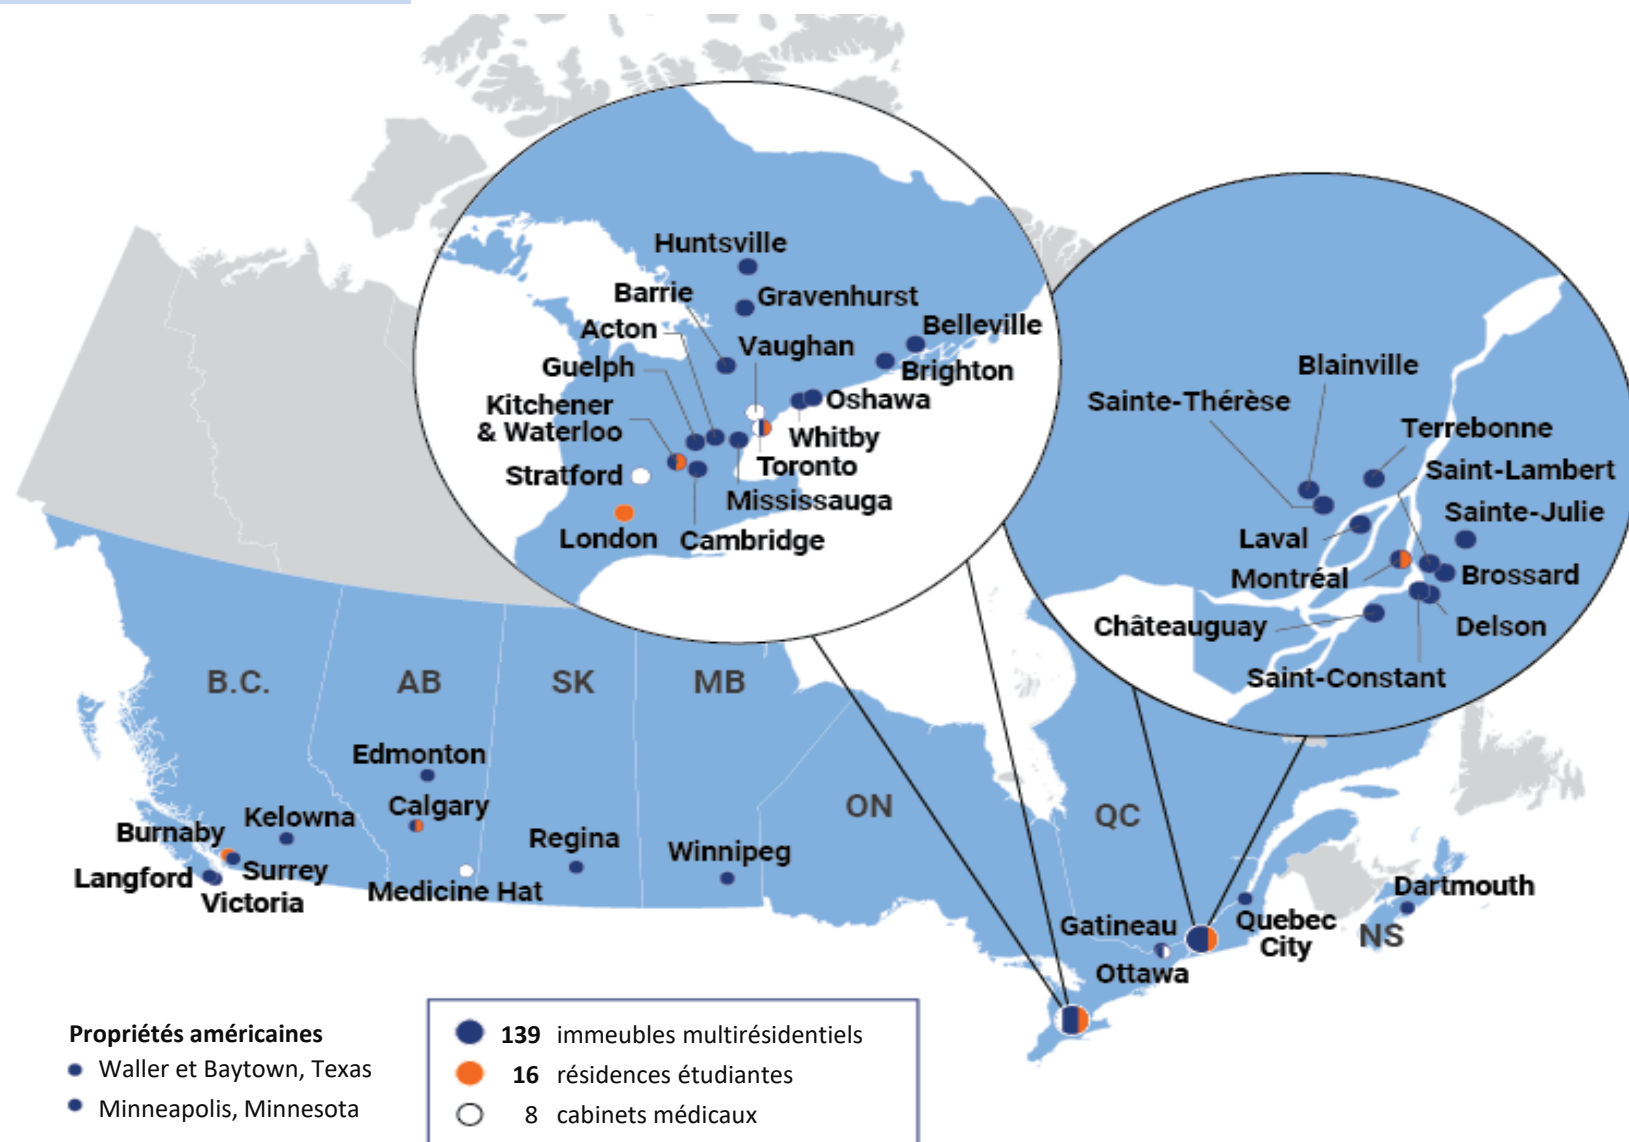 Huntsville
Barrie
Gravenhurst
Acton
Belleville
Vaughan
Guelph
Brighton
Kitchener
& Waterloo
Oshawa
Whitby
Toronto
Stratford
Mississauga
London
Cambridge
Blainville
Sainte-Thérèse
Terrebonne
Saint-Lambert
Sainte-Julie
Laval
Montréal
Brossard
Châteauguay
Delson
Saint-Constant
B.C.
AB
SK
MB
ON
QC
NS
Edmonton
Calgary
Kelowna
Burnaby
Surrey
Langford
Victoria
Medicine Hat
Regina
Winnipeg
Gatineau
Ottawa
Quebec
City
Dartmouth
Propriétés américaines
Waller et Baytown, Texas
Minneapolis, Minnesota
139 immeubles multirésidentiels
16 résidences étudiantes
8 cabinets médicaux